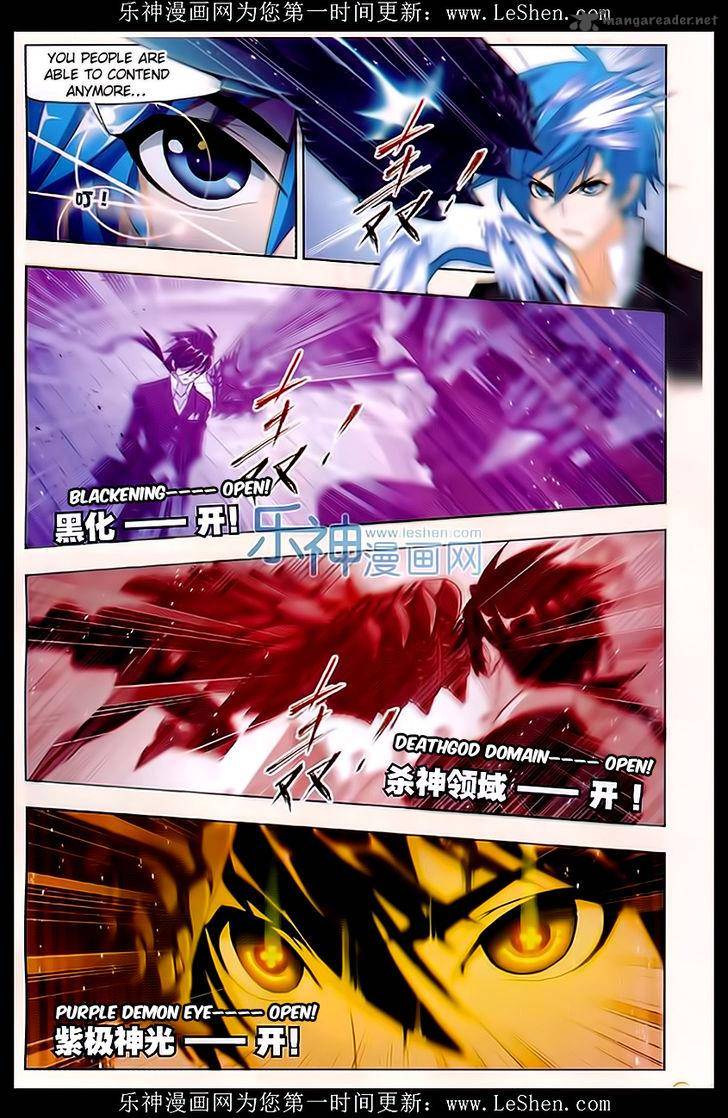 乐神漫画网为您第一时间更新：www.LeShen.com
mangareader.net
YOU PEOPLE ARE
ABLE TO CONTEND
ANYMORE...
叮！
轰！
轰！
BLACKENING---- OPEN!
黑化 —— 开!
www.leshen.com
乐神漫画网
轰！
DEATHGOD DOMAIN---- OPEN!
杀神领域 —— 开！
PURPLE DEMON EYE---- OPEN!
紫极神光 —— 开!
乐神漫画网为您第一时间更新：www.LeShen.com